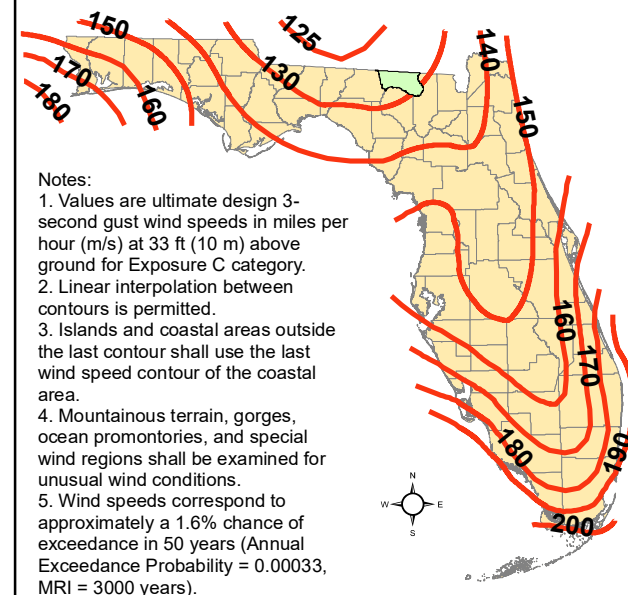 150
125
140
170
130
180
160
150
Notes:
1. Values are ultimate design 3-
second gust wind speeds in miles per
hour (m/s) at 33 ft (10 m) above
ground for Exposure C category.
2. Linear interpolation between
contours is permitted.
3. Islands and coastal areas outside
the last contour shall use the last
wind speed contour of the coastal
area.
4. Mountainous terrain, gorges,
ocean promontories, and special
wind regions shall be examined for
unusual wind conditions.
5. Wind speeds correspond to
approximately a 1.6% chance of
exceedance in 50 years (Annual
Exceedance Probability = 0.00033,
MRI = 3000 years).
160
170
180
190
200
N
W E
S